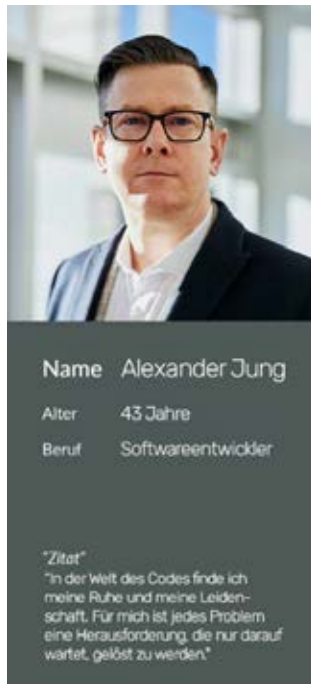 Name Alexander Jung
Alter 43 Jahre
Beruf Softwareentwickler
"Zitat"
"In der Welt des Codes finde ich
meine Ruhe und meine Leiden-
schaft. Für mich ist jedes Problem
eine Herausforderung, die nur darauf
wartet, gelöst zu werden."